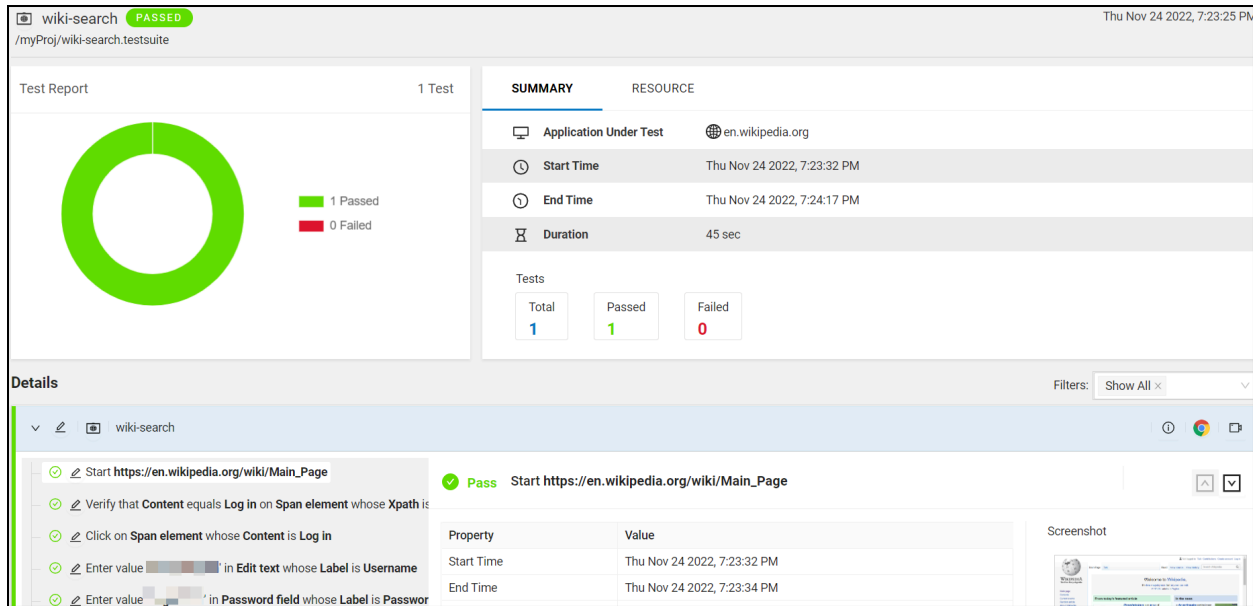 wiki-search PASSED
Thu Nov 24 2022, 7:23:25 PM
/myProj/wiki-search.testsuite
Test Report
1 Test
1 Passed
0 Failed
SUMMARY
RESOURCE
Application Under Test en.wikipedia.org
Start Time Thu Nov 24 2022, 7:23:32 PM
End Time Thu Nov 24 2022, 7:24:17 PM
Duration 45 sec
Tests
Total Passed Failed
1 1 0
Details
Filters: Show All ×
wiki-search
Start https://en.wikipedia.org/wiki/Main_Page
Verify that Content equals Log in on Span element whose Xpath is
Click on Span element whose Content is Log in
Enter value ' in Edit text whose Label is Username
Enter value ' in Password field whose Label is Passwor
Pass Start https://en.wikipedia.org/wiki/Main_Page
Property Value
Start Time Thu Nov 24 2022, 7:23:32 PM
End Time Thu Nov 24 2022, 7:23:34 PM
Screenshot